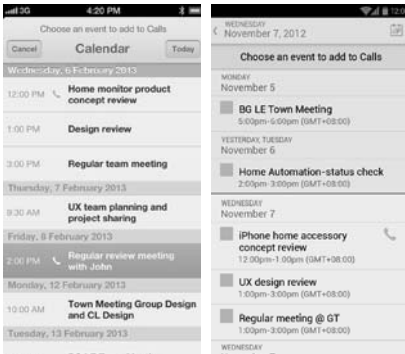 3G 4:20 PM
Choose an event to add to Calls
Cancel Calendar Today
Wednesday, 6 February 2013
12:00 PM Home monitor product
concept review
1:00 PM Design review
3:00 PM Regular team meeting
Thursday, 7 February 2013
9:30 AM UX team planning and
project sharing
Friday, 8 February 2013
2:00 PM Regular review meeting
with John
Monday, 12 February 2013
10:00 AM Town Meeting Group Design
and CL Design
Tuesday, 13 February 2013
12:0
WEDNESDAY
November 7, 2012
Choose an event to add to Calls
MONDAY
November 5
BG LE Town Meeting
5:00pm-6:00pm (GMT+08:00)
YESTERDAY, TUESDAY
November 6
Home Automation-status check
2:00pm-3:00pm (GMT+08:00)
WEDNESDAY
November 7
iPhone home accessory
concept review
12:00pm-1:00pm (GMT+08:00)
UX design review
1:00pm-3:00pm (GMT+08:00)
Regular meeting @ GT
1:00pm-3:00pm (GMT+08:00)
WEDNESDAY